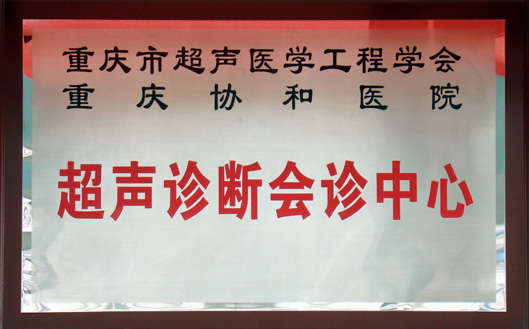 重庆市超声医学工程学会
重庆协和医院
超声诊断会诊中心